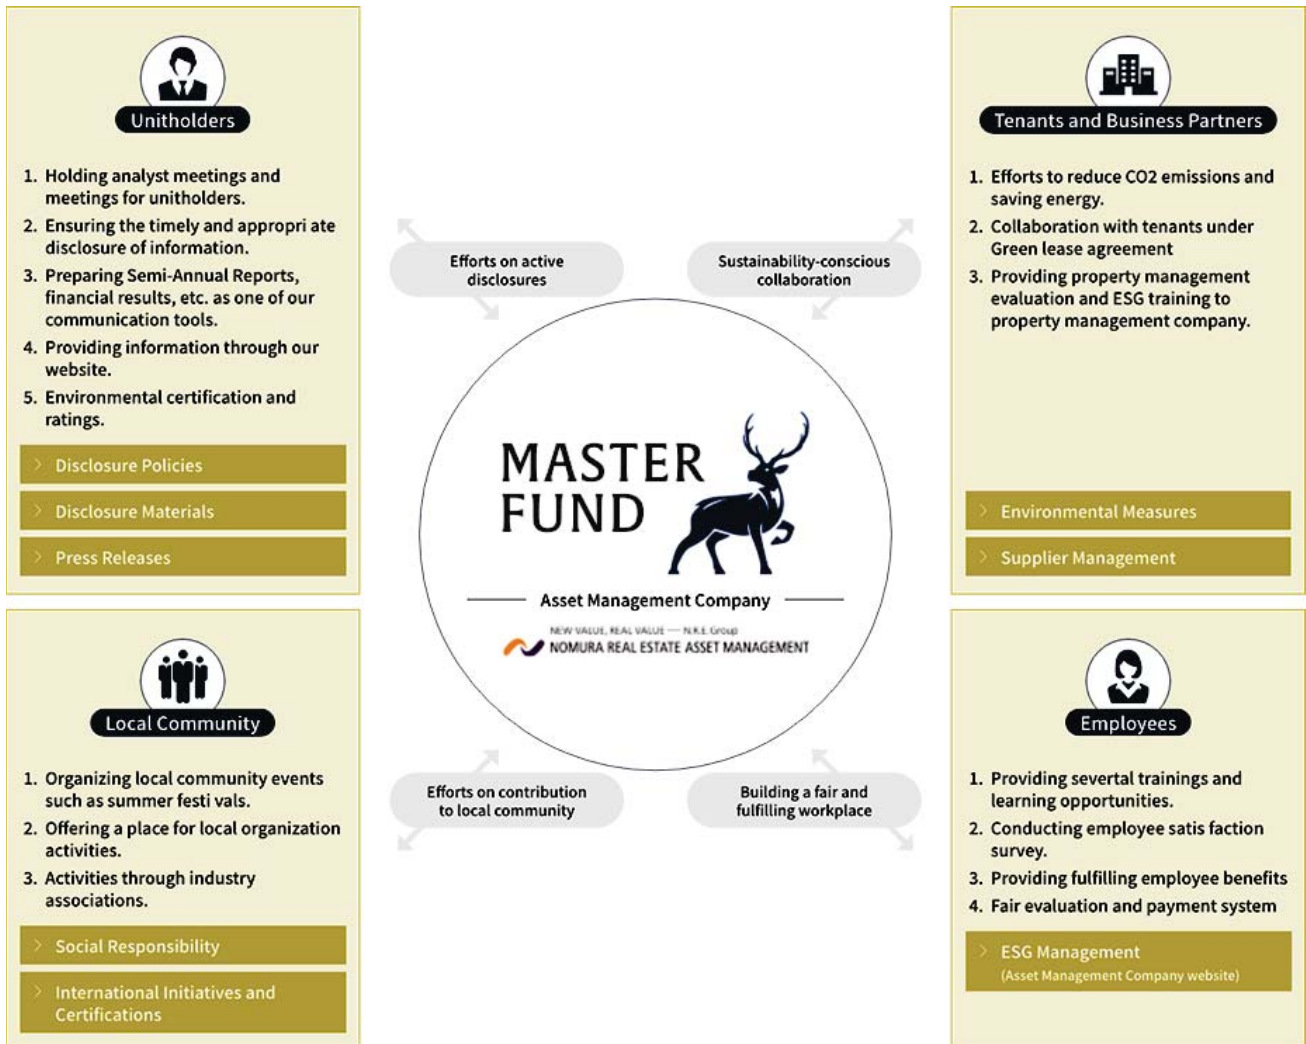 Unitholders
1. Holding analyst meetings and
meetings for unitholders.
2. Ensuring the timely and appropri ate
disclosure of information.
3. Preparing Semi-Annual Reports,
financial results, etc. as one of our
communication tools.
4. Providing information through our
website.
5. Environmental certification and
ratings.
> Disclosure Policies
> Disclosure Materials
> Press Releases
Tenants and Business Partners
1. Efforts to reduce CO2 emissions and
saving energy.
2. Collaboration with tenants under
Green lease agreement
3. Providing property management
evaluation and ESG training to
property management company.
> Environmental Measures
> Supplier Management
Efforts on active
disclosures
Sustainability-conscious
collaboration
MASTER
FUND
Asset Management Company
NEW VALUE, REAL VALUE — N.R.E. Group
NOMURA REAL ESTATE ASSET MANAGEMENT
Efforts on contribution
to local community
Building a fair and
fulfilling workplace
Local Community
1. Organizing local community events
such as summer festi vals.
2. Offering a place for local organization
activities.
3. Activities through industry
associations.
> Social Responsibility
> International Initiatives and
Certifications
Employees
1. Providing severtal trainings and
learning opportunities.
2. Conducting employee satis faction
survey.
3. Providing fulfilling employee benefits
4. Fair evaluation and payment system
> ESG Management
(Asset Management Company website)